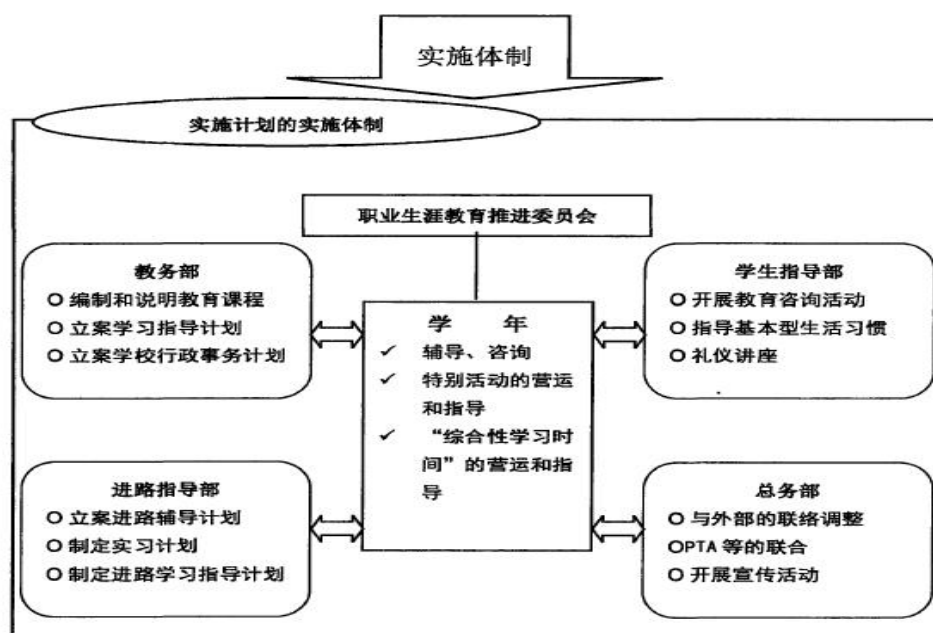 实施体制
实施计划的实施体制
职业生涯教育推进委员会
教务部
○ 编制和说明教育课程
○ 立案学习指导计划
○ 立案学校行政事务计划
学生指导部
○ 开展教育咨询活动
○ 指导基本型生活习惯
○ 礼仪讲座
学 年
✓ 辅导、咨询
✓ 特别活动的营运
和指导
✓ “综合性学习时
间”的营运和指
导
进路指导部
○ 立案进路辅导计划
○ 制定实习计划
○ 制定进路学习指导计划
总务部
○ 与外部的联络调整
○PTA 等的联合
○ 开展宣传活动